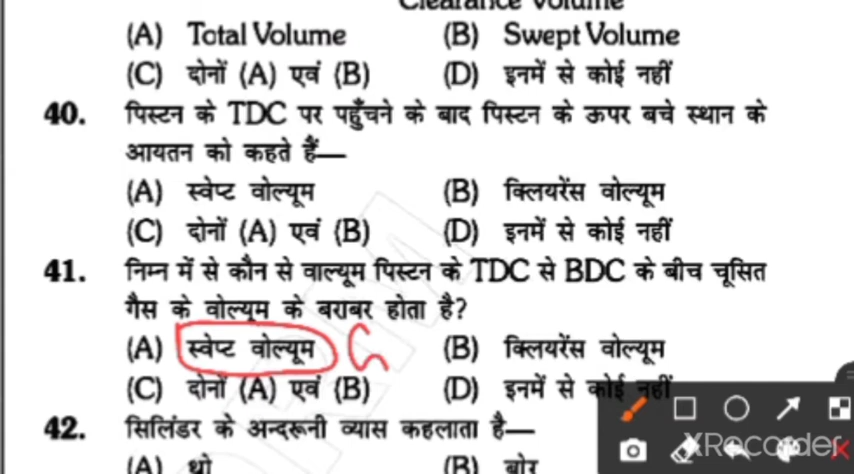 Clearance Volume
(A) Total Volume (B) Swept Volume
(C) दोनों (A) एवं (B) (D) इनमें से कोई नहीं
40. पिस्टन के TDC पर पहुँचने के बाद पिस्टन के ऊपर बचे स्थान के
आयतन को कहते हैं—
(A) स्वेप्ट वोल्यूम (B) क्लियरेंस वोल्यूम
(C) दोनों (A) एवं (B) (D) इनमें से कोई नहीं
41. निम्न में से कौन से वाल्यूम पिस्टन के TDC से BDC के बीच चूसित
गैस के वोल्यूम के बराबर होता है?
(A) स्वेप्ट वोल्यूम (B) क्लियरेंस वोल्यूम
(C) दोनों (A) एवं (B) (D) इनमें से कोई नहीं
42. सिलिंडर के अन्दरूनी व्यास कहलाता है—
(A) थ्रो (B) बोर
XRecorder